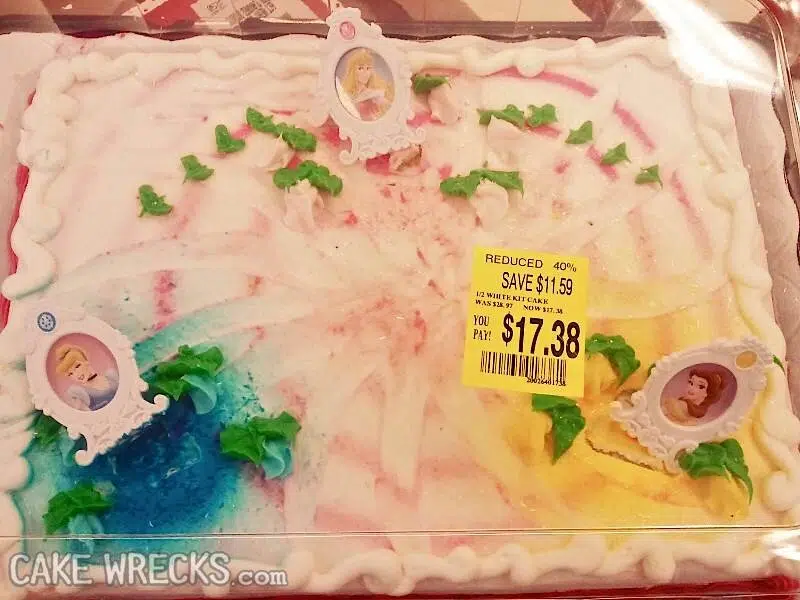 REDUCED 40%
SAVE $11.59
1/2 WHITE KIT CAKE
WAS $28.97 NOW $17.38
YOU PAY! $17.38
20026401738
CAKE WRECKS.com